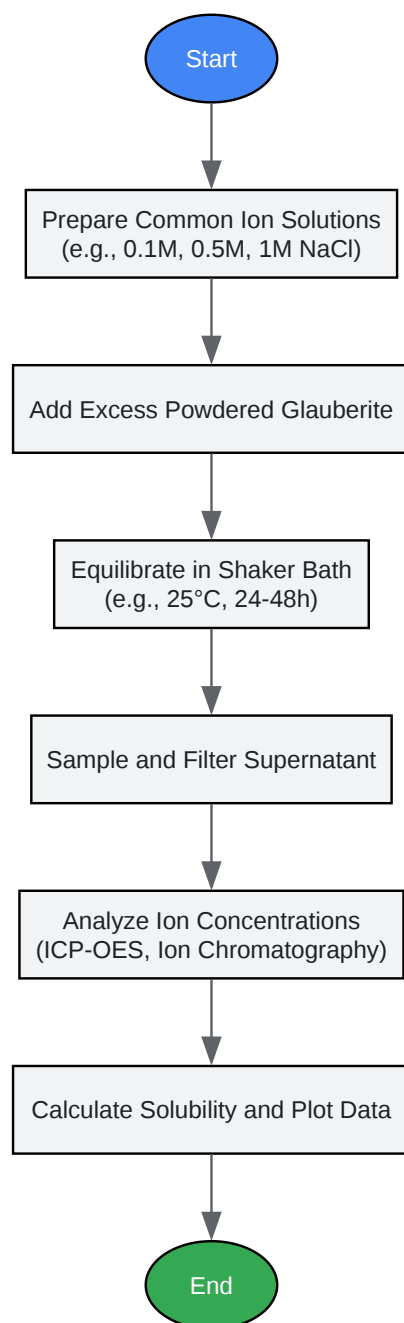 Start
Prepare Common Ion Solutions
(e.g., 0.1M, 0.5M, 1M NaCl)
Add Excess Powdered Glauberite
Equilibrate in Shaker Bath
(e.g., 25°C, 24-48h)
Sample and Filter Supernatant
Analyze Ion Concentrations
(ICP-OES, Ion Chromatography)
Calculate Solubility and Plot Data
End